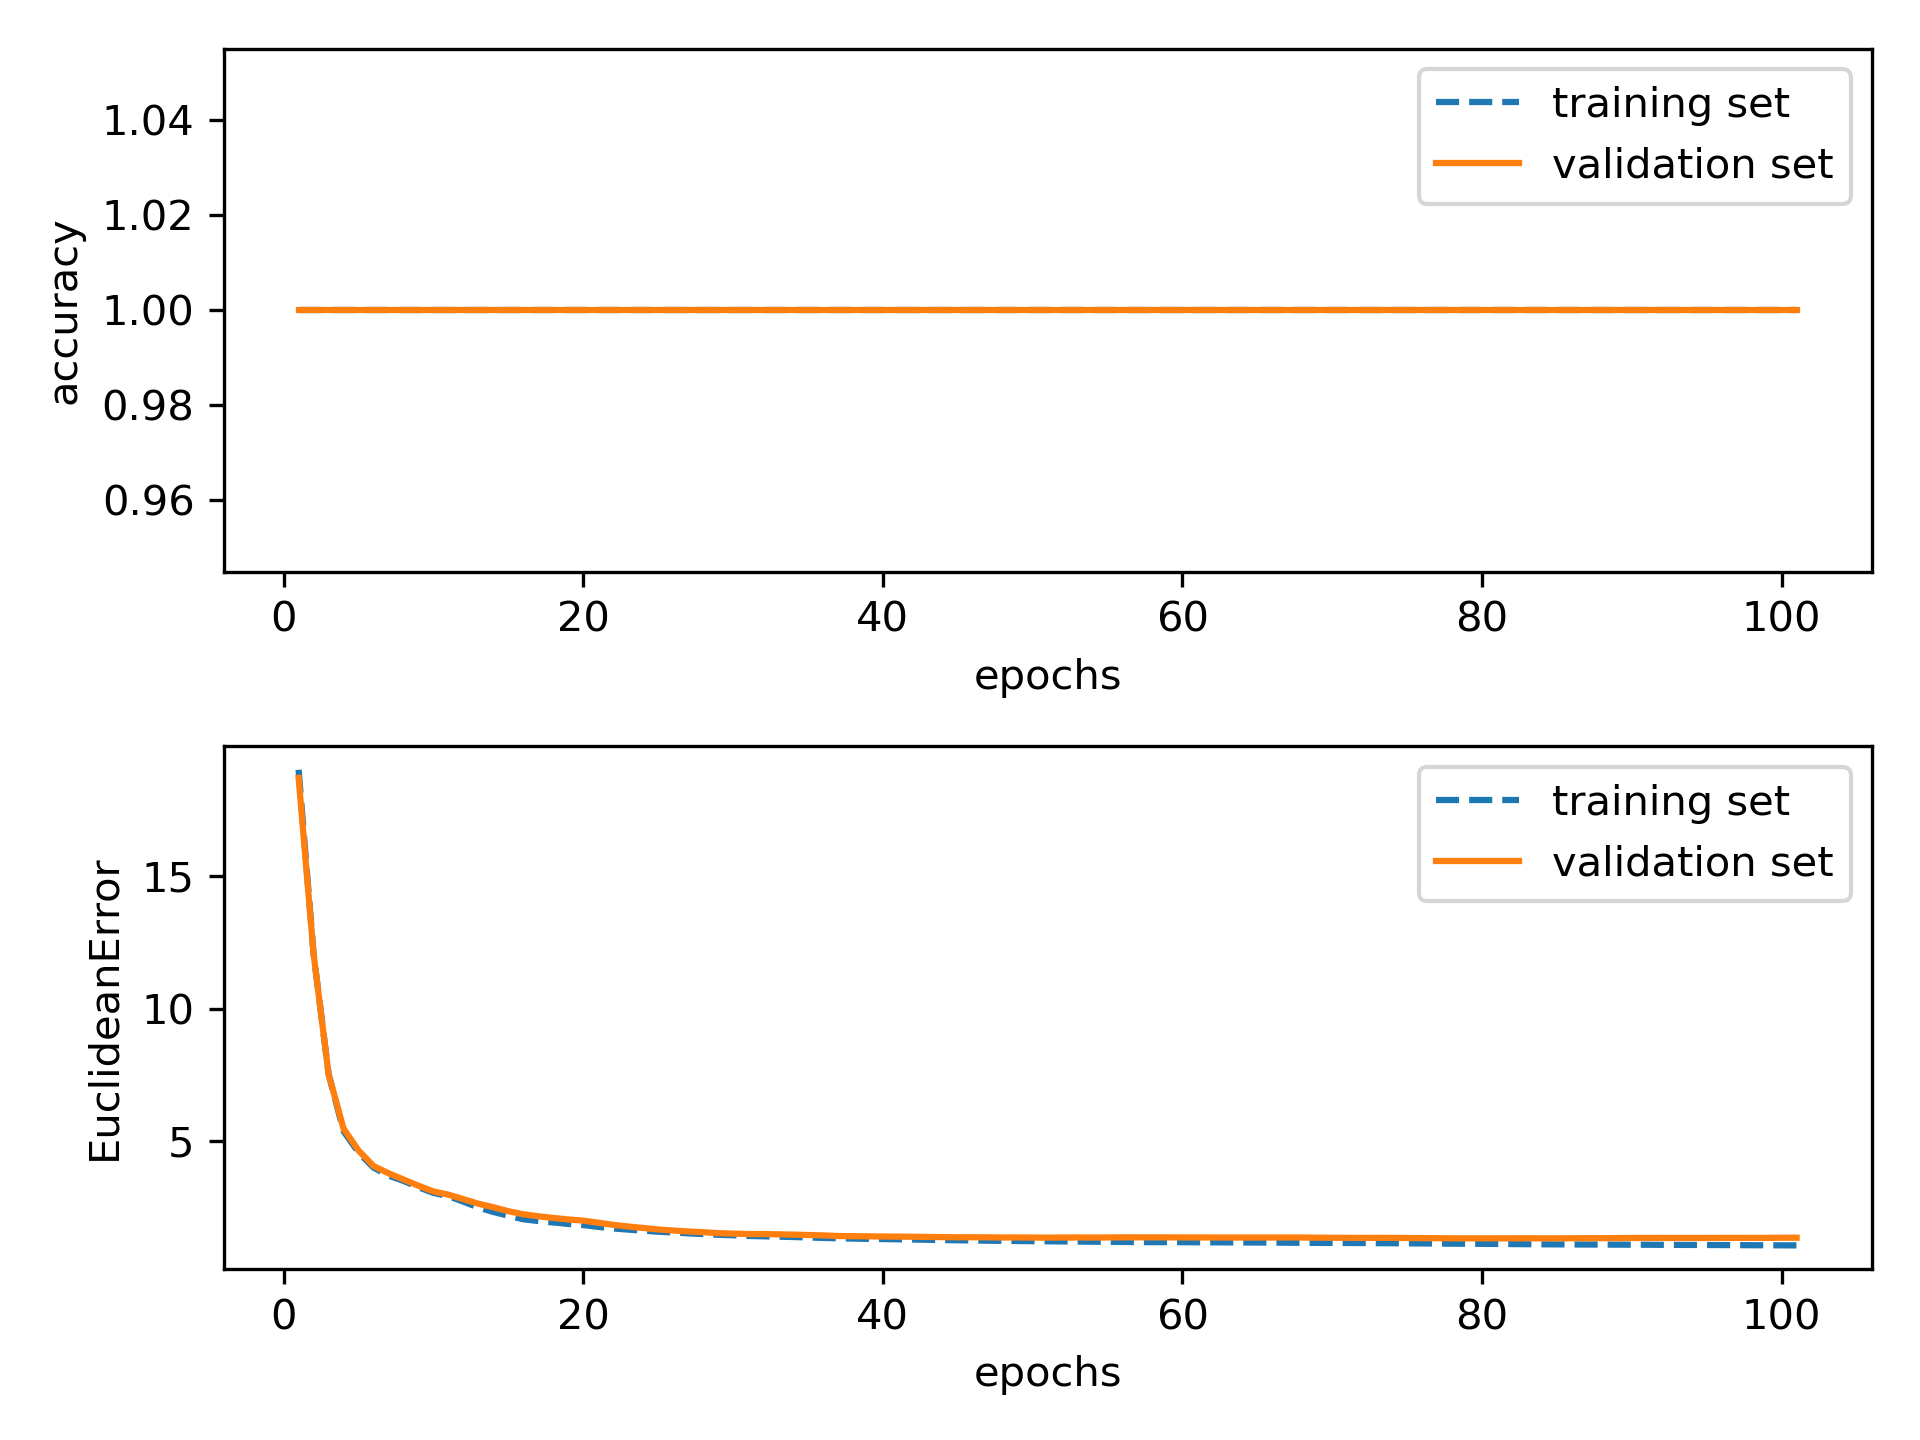 accuracy
1.04
1.02
1.00
0.98
0.96
training set
validation set
0 20 40 60 80 100
epochs
EuclideanError
15
10
5
training set
validation set
0 20 40 60 80 100
epochs